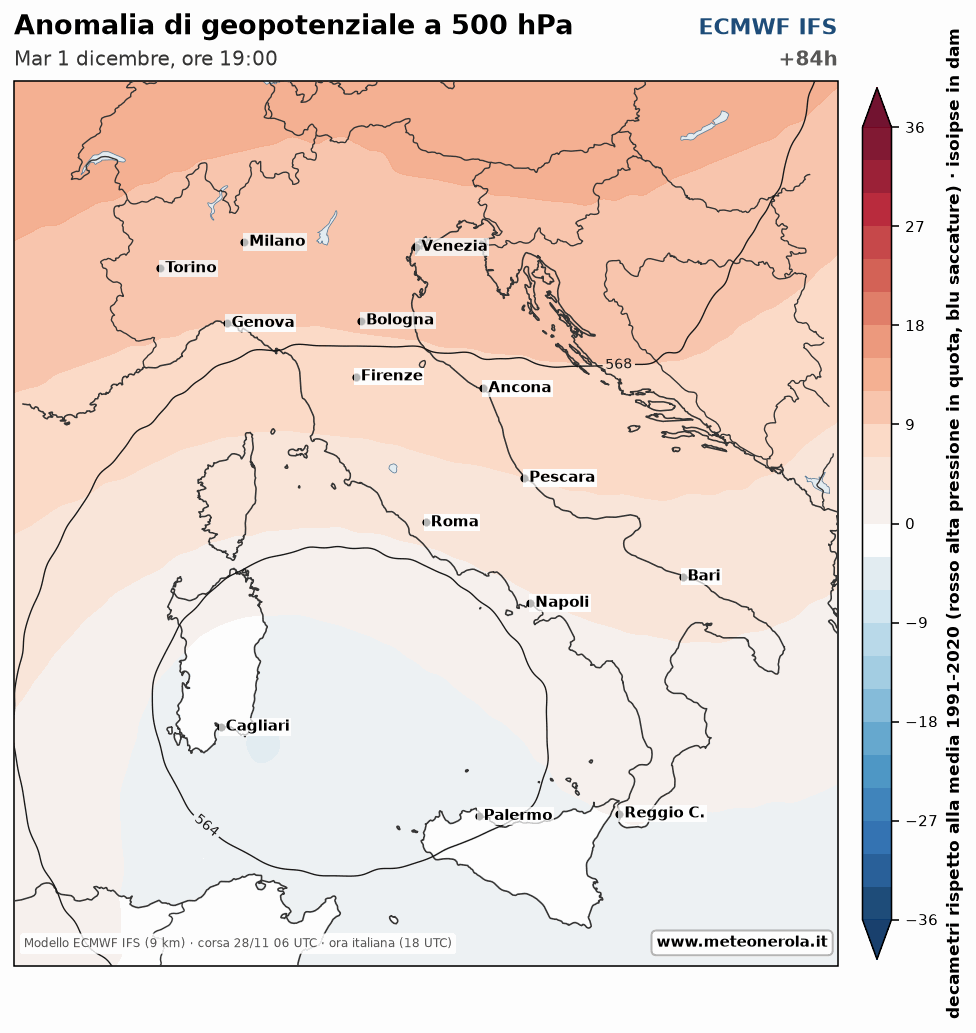 Anomalia di geopotenziale a 500 hPa
ECMWF IFS
Mar 1 dicembre, ore 19:00
+84h
Milano
Venezia
Torino
Genova
Bologna
568
Firenze
Ancona
Pescara
Roma
Bari
Napoli
Cagliari
564
Palermo
Reggio C.
Modello ECMWF IFS (9 km) · corsa 28/11 06 UTC · ora italiana (18 UTC)
www.meteonerola.it
36
27
18
9
0
−9
−18
−27
−36
decametri rispetto alla media 1991-2020 (rosso alta pressione in quota, blu saccature) · isoipse in dam